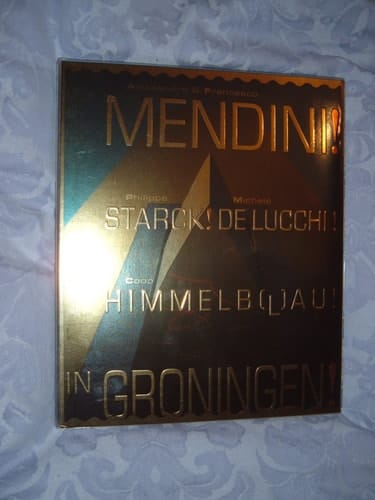 Alessandro & Francesco
MENDINI!
Philippe Michele
STARCK! DE LUCCHI!
Coop
HIMMELB(L)AU!
IN GRONINGEN!